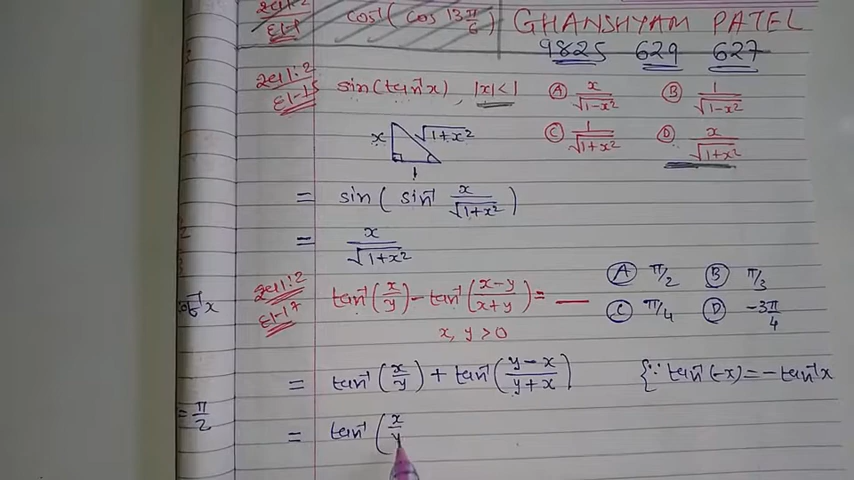 cos⁻¹(cos 13π/6) GHANSHYAM PATEL
9825 629 627
sin(tan⁻¹x), |x|<1 Ⓐ x/√(1-x²) Ⓑ 1/√(1-x²)
Ⓒ 1/√(1+x²) Ⓓ x/√(1+x²)
x √(1+x²)
1
= sin(sin⁻¹ x/√(1+x²))
= x/√(1+x²)
tan⁻¹(x/y) - tan⁻¹((x-y)/(x+y)) = __ Ⓐ π/2 Ⓑ π/3
x, y > 0 Ⓒ π/4 Ⓓ -3π/4
= tan⁻¹(x/y) + tan⁻¹((y-x)/(y+x)) {∵ tan⁻¹(-x) = -tan⁻¹x
= π/2
= tan⁻¹(x/y